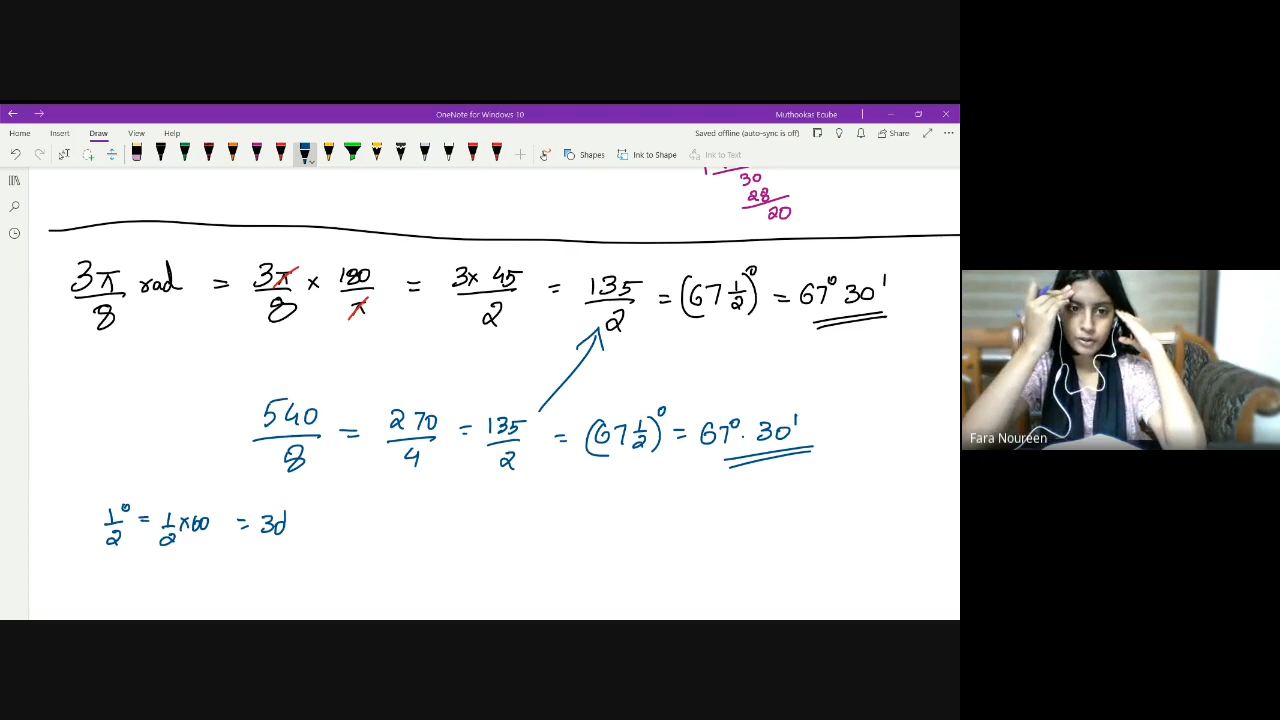 OneNote for Windows 10
Muthookas Ecube
Home Insert Draw View Help
Saved offline (auto-sync is off) Share
Shapes Ink to Shape Ink to Text
30
28
20
3π/8 rad = 3π/8 × 180/π = 3× 45/2 = 135/2 = (67 1/2)° = 67° 30'
540/8 = 270/4 = 135/2 = (67 1/2)° = 67°. 30'
1/2° = 1/2 ×60 = 30'
Fara Noureen